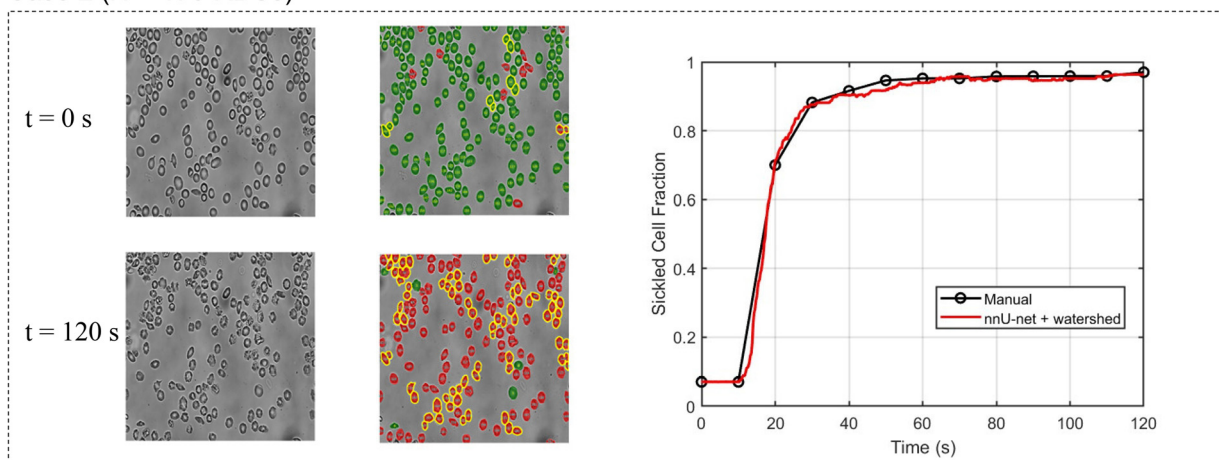 t = 0 s
t = 120 s
1
0.8
0.6
0.4
0.2
0
Sickled Cell Fraction
Manual
nnU-net + watershed
0 20 40 60 80 100 120
Time (s)